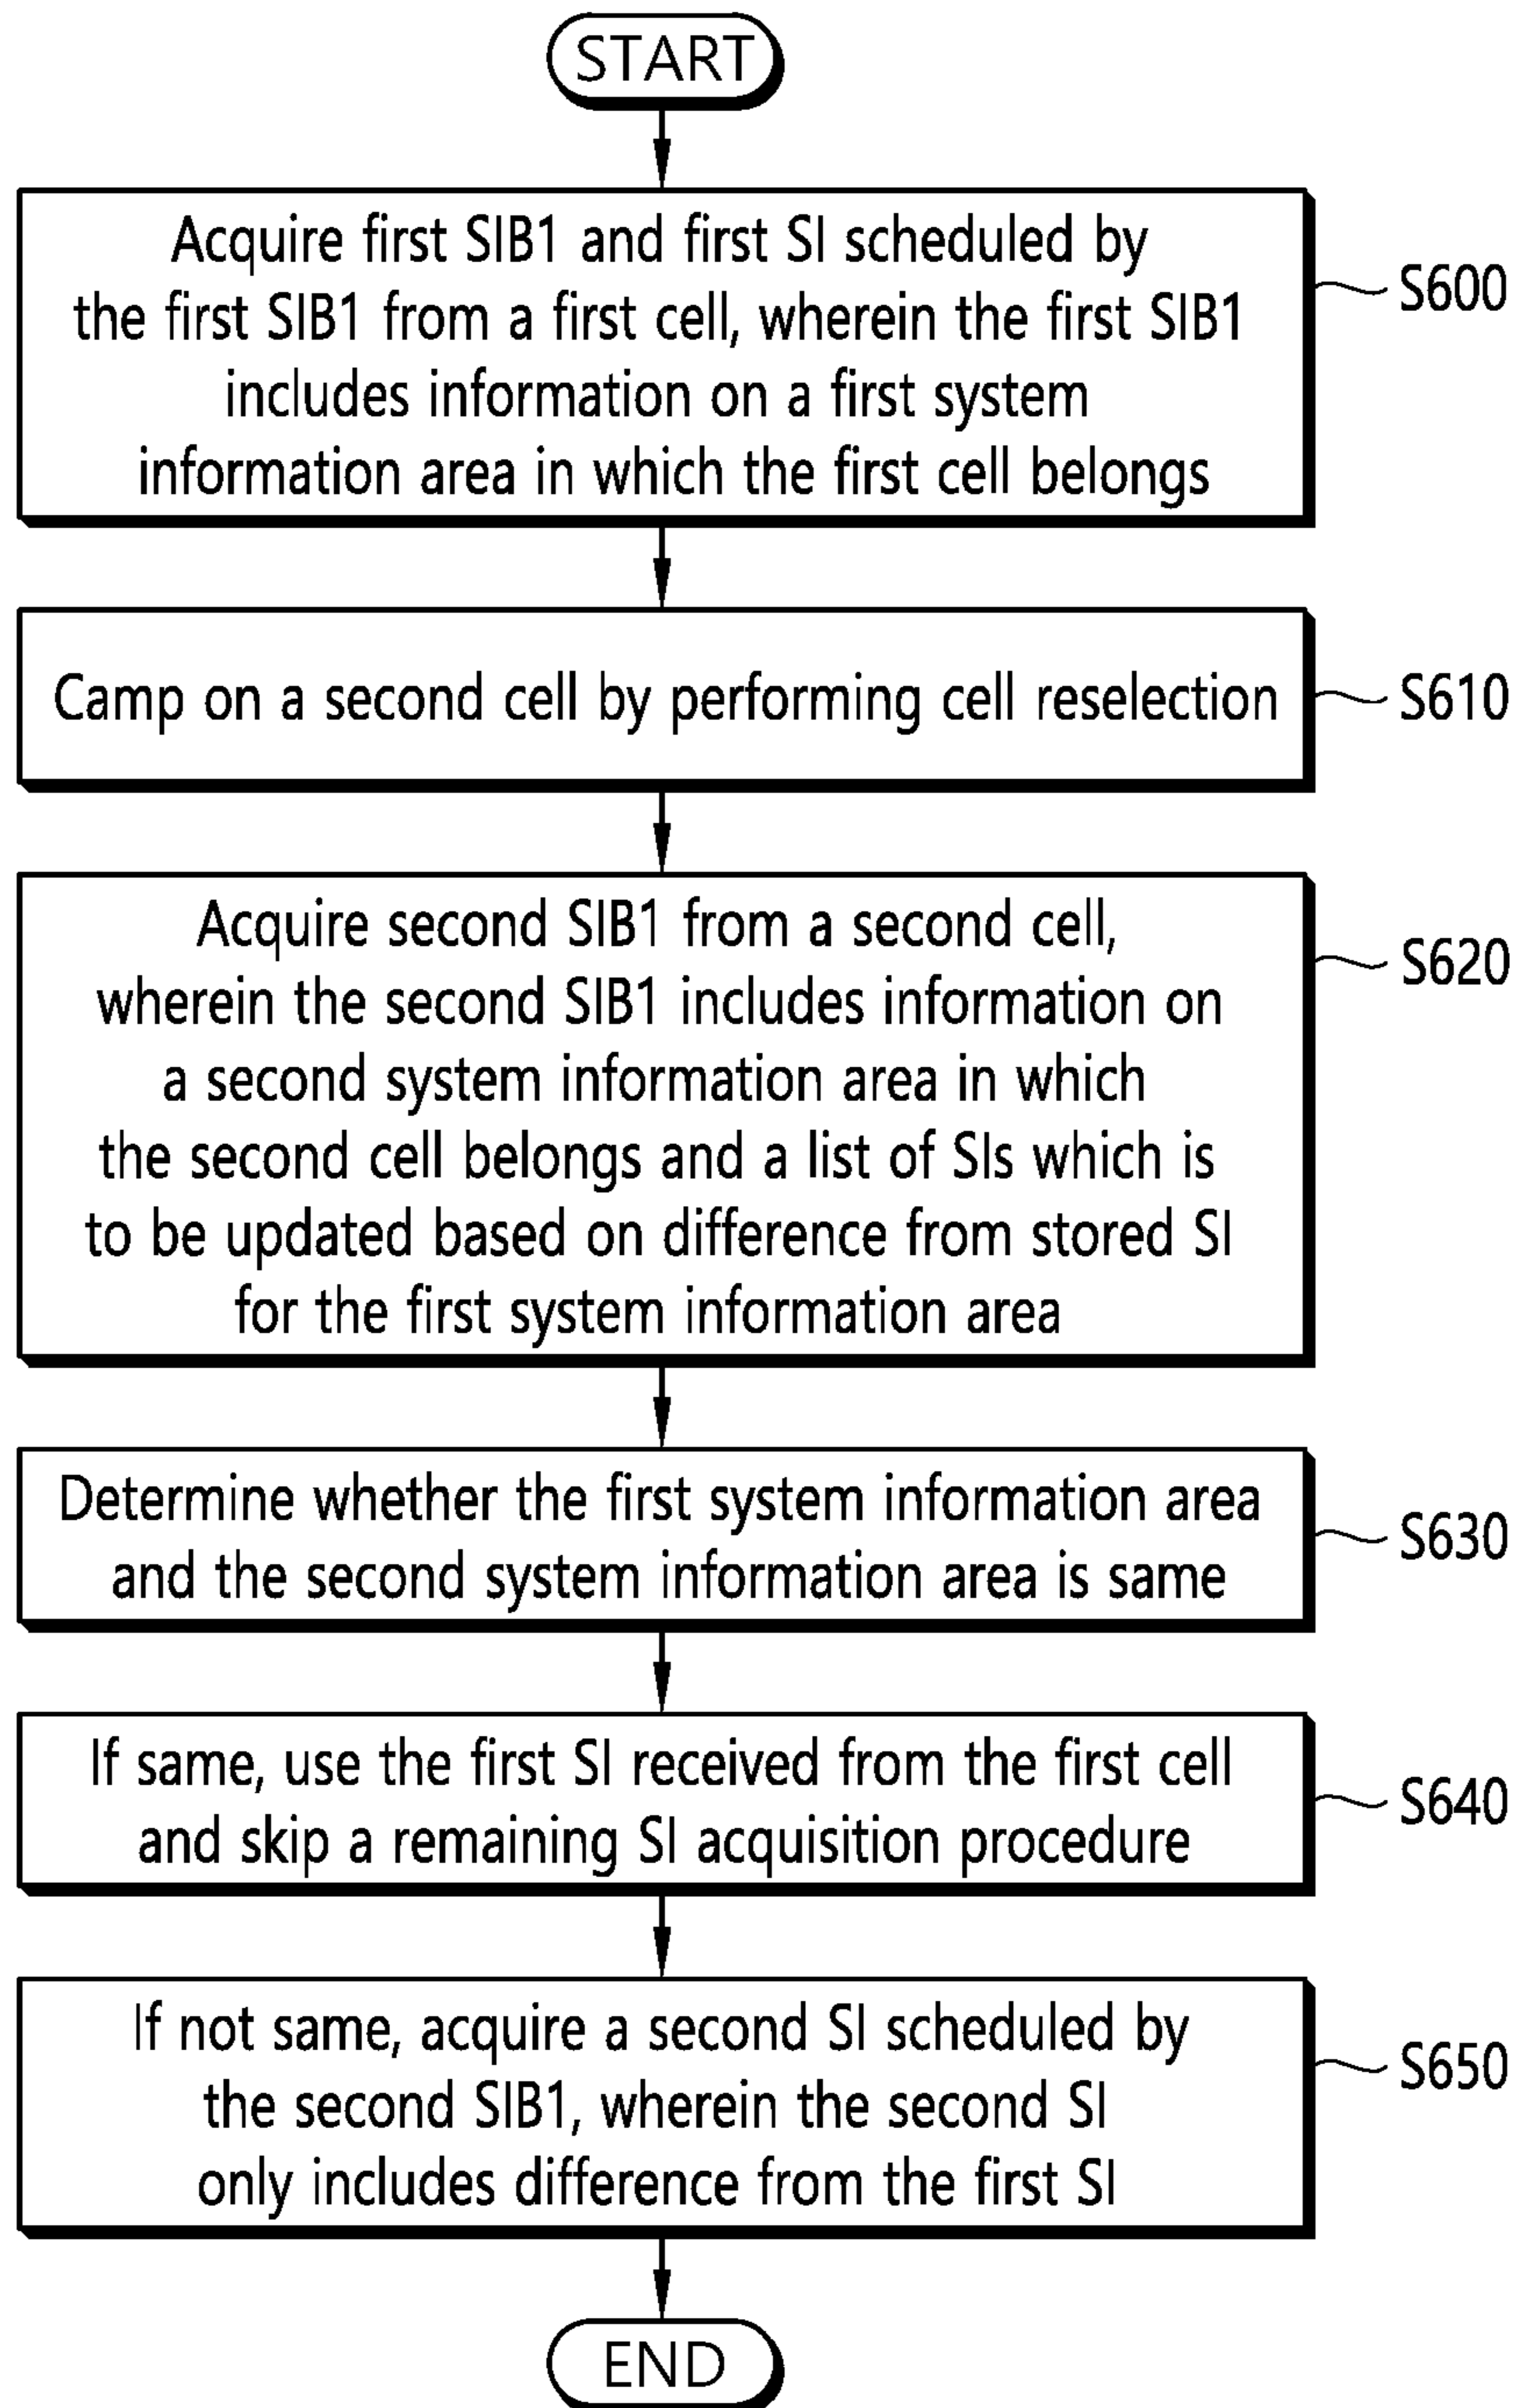 START
Acquire first SIB1 and first SI scheduled by
the first SIB1 from a first cell, wherein the first SIB1
includes information on a first system
information area in which the first cell belongs
S600
Camp on a second cell by performing cell reselection
S610
Acquire second SIB1 from a second cell,
wherein the second SIB1 includes information on
a second system information area in which
the second cell belongs and a list of SIs which is
to be updated based on difference from stored SI
for the first system information area
S620
Determine whether the first system information area
and the second system information area is same
S630
If same, use the first SI received from the first cell
and skip a remaining SI acquisition procedure
S640
If not same, acquire a second SI scheduled by
the second SIB1, wherein the second SI
only includes difference from the first SI
S650
END